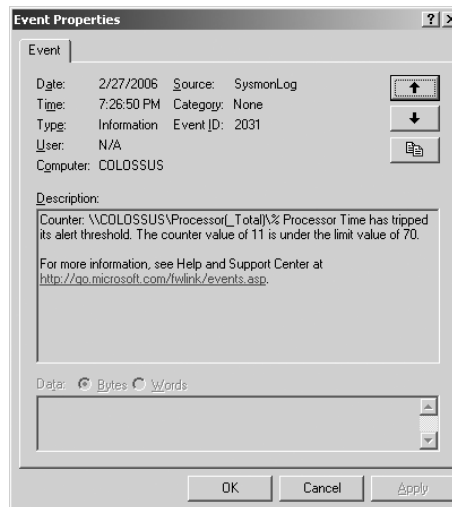 Event Properties
Event
Date: 2/27/2006 Source: SysmonLog
Time: 7:26:50 PM Category: None
Type: Information Event ID: 2031
User: N/A
Computer: COLOSSUS
Description:
Counter: \\COLOSSUS\Processor(_Total)\% Processor Time has tripped
its alert threshold. The counter value of 11 is under the limit value of 70.
For more information, see Help and Support Center at
http://go.microsoft.com/fwlink/events.asp.
Data: Bytes Words
OK Cancel Apply